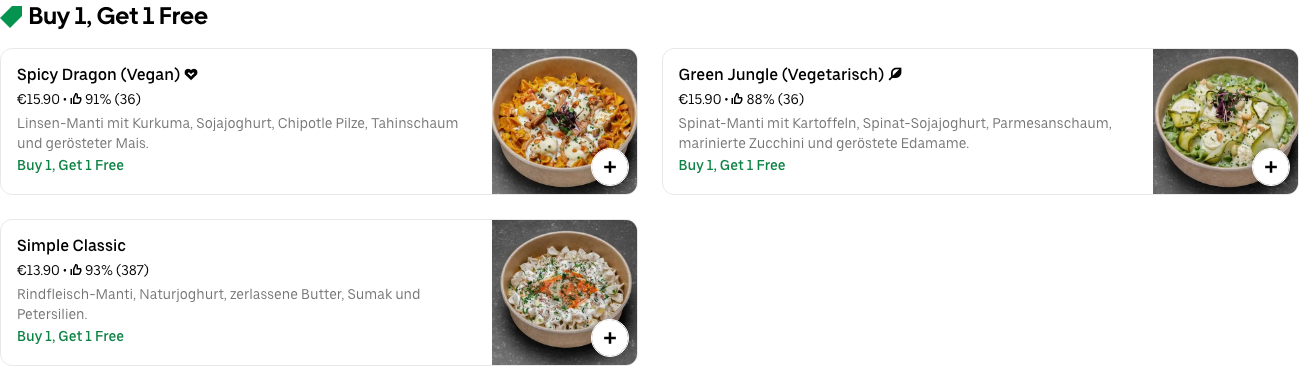 Buy 1, Get 1 Free
Spicy Dragon (Vegan)
€15.90 • 91% (36)
Linsen-Manti mit Kurkuma, Sojajoghurt, Chipotle Pilze, Tahinschaum
und gerösteter Mais.
Buy 1, Get 1 Free
Green Jungle (Vegetarisch)
€15.90 • 88% (36)
Spinat-Manti mit Kartoffeln, Spinat-Sojajoghurt, Parmesanschaum,
marinierte Zucchini und geröstete Edamame.
Buy 1, Get 1 Free
Simple Classic
€13.90 • 93% (387)
Rindfleisch-Manti, Naturjoghurt, zerlassene Butter, Sumak und
Petersilien.
Buy 1, Get 1 Free